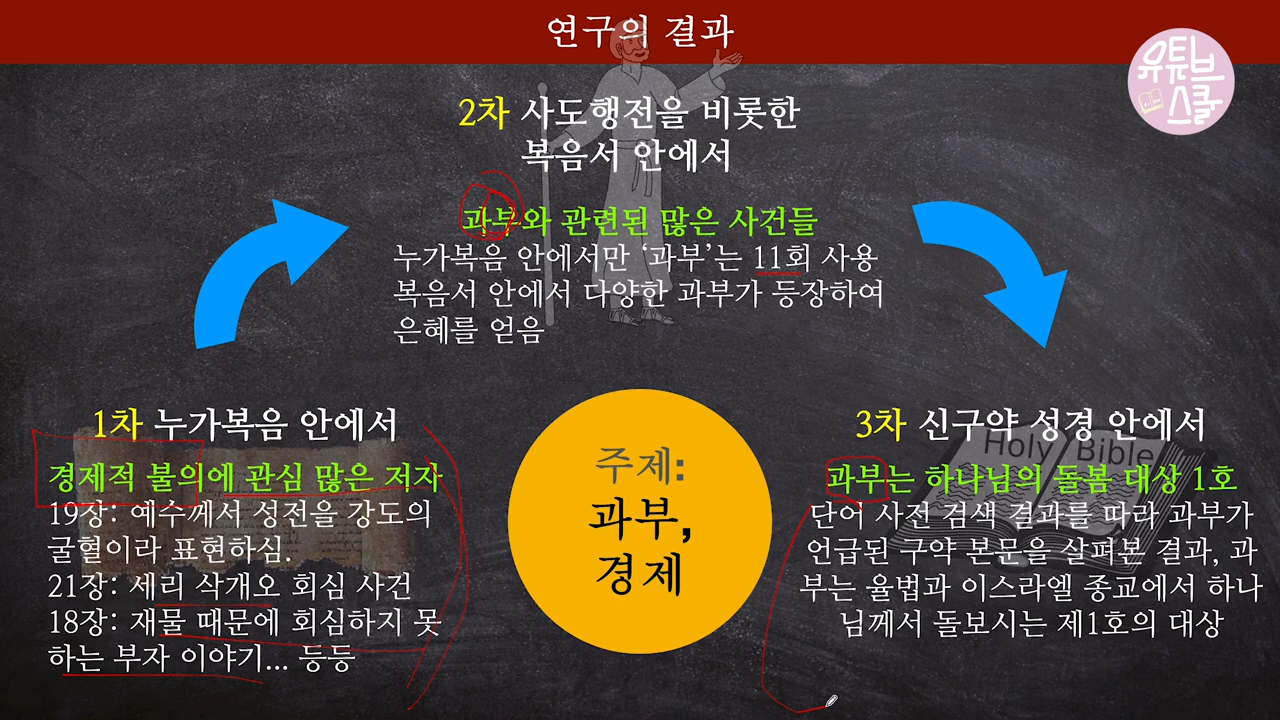 연구의 결과
유튜브
스쿨
2차 사도행전을 비롯한
복음서 안에서
과부와 관련된 많은 사건들
누가복음 안에서만 ‘과부’는 11회 사용
복음서 안에서 다양한 과부가 등장하여
은혜를 얻음
1차 누가복음 안에서
경제적 불의에 관심 많은 저자
19장: 예수께서 성전을 강도의
굴혈이라 표현하심.
21장: 세리 삭개오 회심 사건
18장: 재물 때문에 회심하지 못
하는 부자 이야기... 등등
주제:
과부,
경제
3차 신구약 성경 안에서
Holy Bible
과부는 하나님의 돌봄 대상 1호
단어 사전 검색 결과를 따라 과부가
언급된 구약 본문을 살펴본 결과, 과
부는 율법과 이스라엘 종교에서 하나
님께서 돌보시는 제1호의 대상